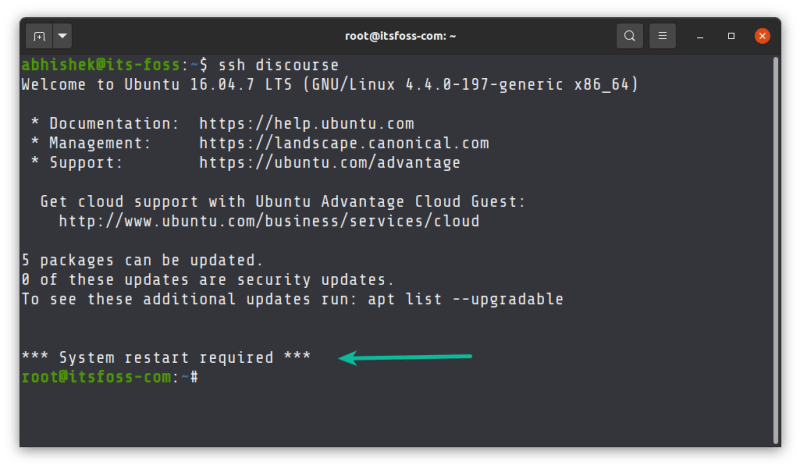 root@itsfoss-com: ~
abhishek@its-foss:~$ ssh discourse
Welcome to Ubuntu 16.04.7 LTS (GNU/Linux 4.4.0-197-generic x86_64)
* Documentation:  https://help.ubuntu.com
* Management:     https://landscape.canonical.com
* Support:        https://ubuntu.com/advantage
Get cloud support with Ubuntu Advantage Cloud Guest:
http://www.ubuntu.com/business/services/cloud
5 packages can be updated.
0 of these updates are security updates.
To see these additional updates run: apt list --upgradable
*** System restart required ***
root@itsfoss-com:~#